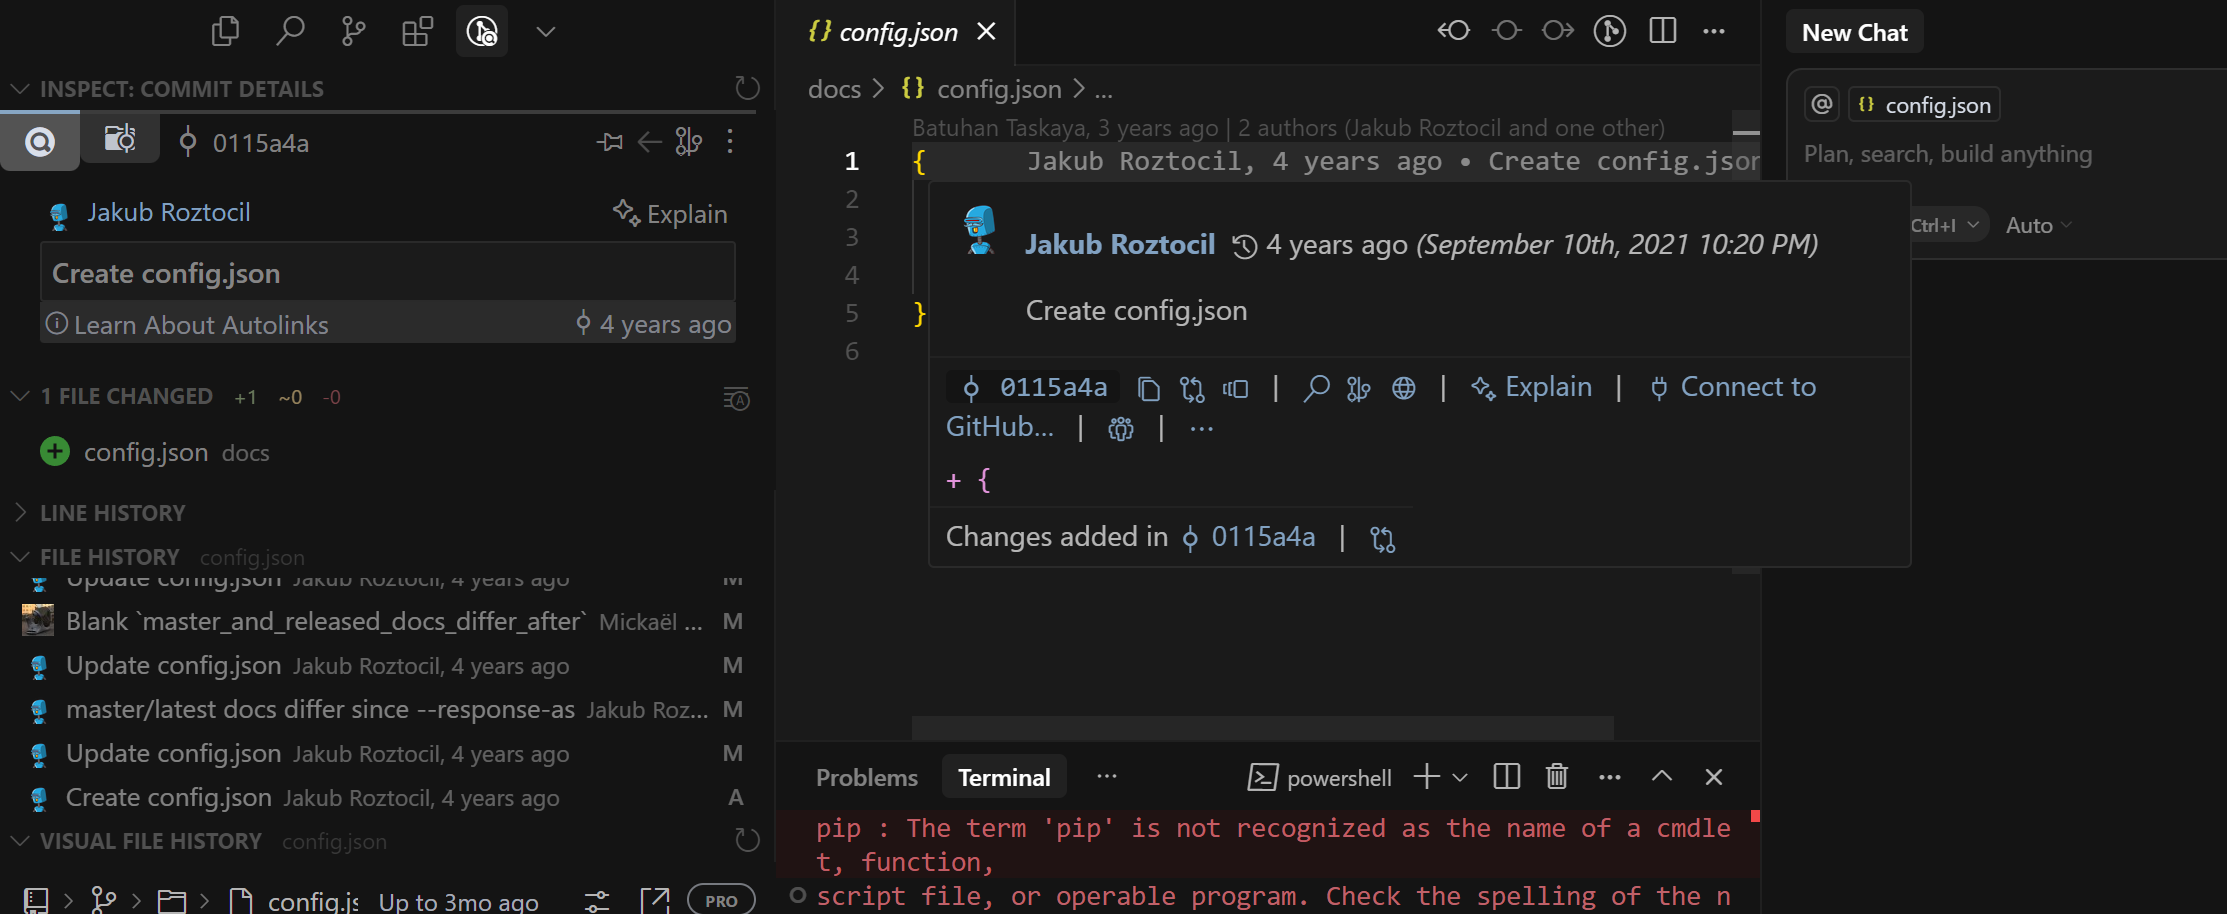 INSPECT: COMMIT DETAILS
0115a4a
Jakub Roztocil
Explain
Create config.json
Learn About Autolinks
4 years ago
1 FILE CHANGED +1 ~0 -0
config.json docs
LINE HISTORY
FILE HISTORY config.json
Update config.json Jakub Roztocil, 4 years ago M
Blank `master_and_released_docs_differ_after` Mickaël ... M
Update config.json Jakub Roztocil, 4 years ago M
master/latest docs differ since --response-as Jakub Roz... M
Update config.json Jakub Roztocil, 4 years ago M
Create config.json Jakub Roztocil, 4 years ago A
VISUAL FILE HISTORY config.json
config.js Up to 3mo ago PRO
{} config.json
docs > {} config.json > ...
Batuhan Taskaya, 3 years ago | 2 authors (Jakub Roztocil and one other)
1 { Jakub Roztocil, 4 years ago • Create config.json
2
3
4
5 }
6
Jakub Roztocil 4 years ago (September 10th, 2021 10:20 PM)
Create config.json
0115a4a | | Explain | Connect to
GitHub... | | ...
+ {
Changes added in 0115a4a |
Problems Terminal ... powershell
pip : The term 'pip' is not recognized as the name of a cmdle
t, function,
script file, or operable program. Check the spelling of the n
New Chat
@ {} config.json
Plan, search, build anything
Ctrl+I Auto